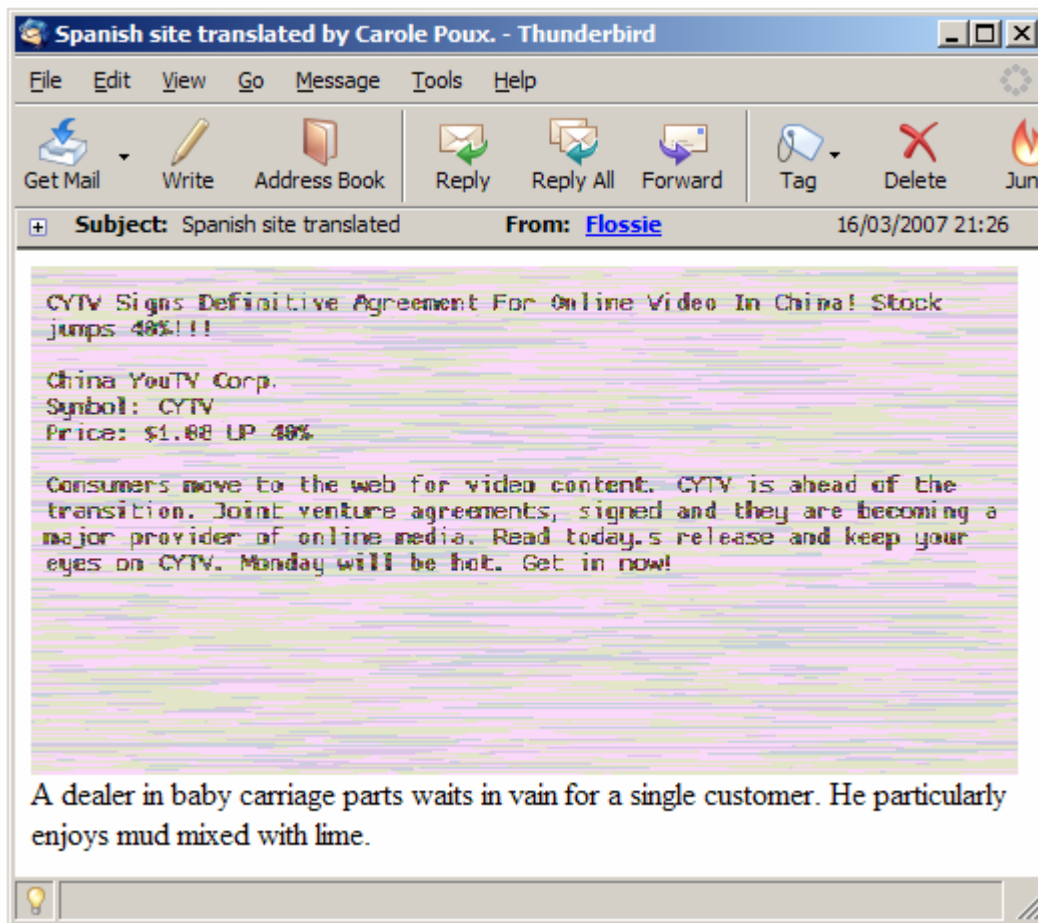 Spanish site translated by Carole Poux. - Thunderbird
File Edit View Go Message Tools Help
Get Mail Write Address Book Reply Reply All Forward Tag Delete Jun
Subject: Spanish site translated From: Flossie 16/03/2007 21:26
CYTV Signs Definitive Agreement For Online Video In China! Stock
jumps 40%!!!
China YouTV Corp.
Symbol: CYTV
Price: $1.08 UP 40%
Consumers move to the web for video content. CYTV is ahead of the
transition. Joint venture agreements, signed and they are becoming a
major provider of online media. Read today.s release and keep your
eyes on CYTV. Monday will be hot. Get in now!
A dealer in baby carriage parts waits in vain for a single customer. He particularly
enjoys mud mixed with lime.